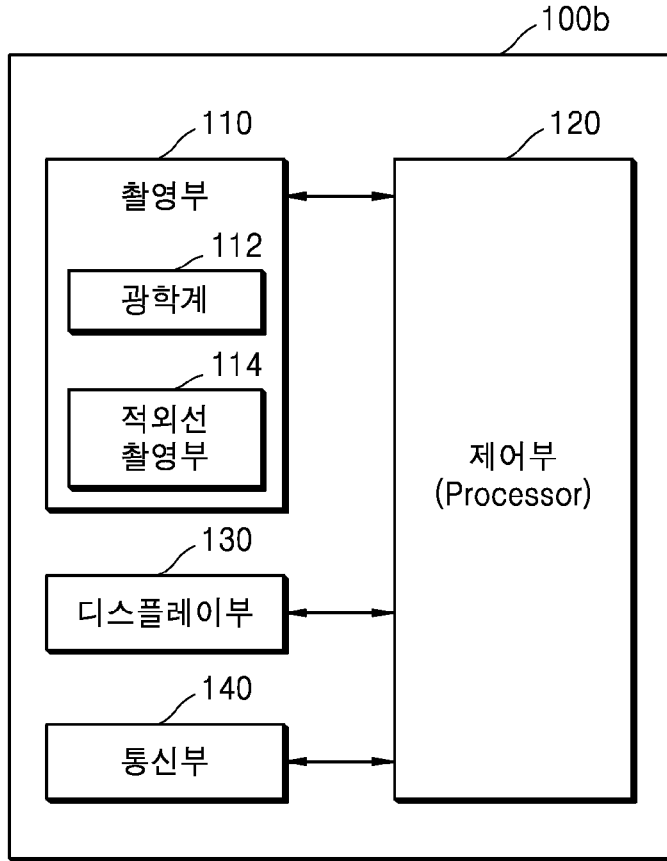 100b
110
120
촬영부
112
광학계
114
적외선
촬영부
제어부
(Processor)
130
디스플레이부
140
통신부